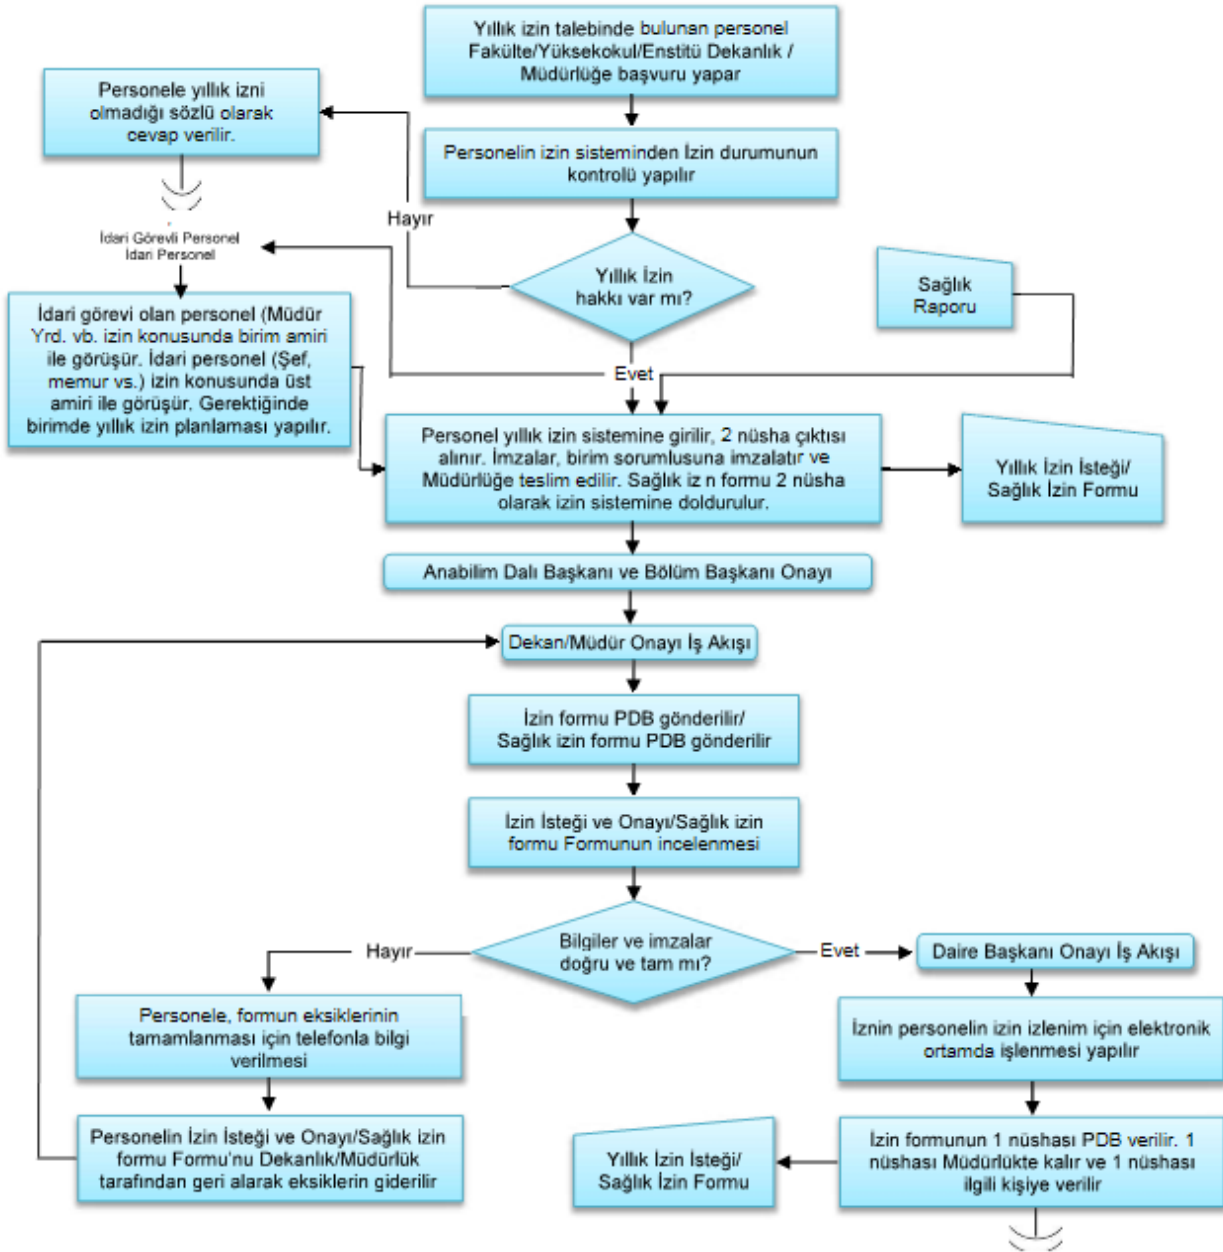 Yıllık izin talebinde bulunan personel
Fakülte/Yüksekokul/Enstitü Dekanlık /
Müdürlüğe başvuru yapar
Personele yıllık izni
olmadığı sözlü olarak
cevap verilir.
Personelin izin sisteminden İzin durumunun
kontrolü yapılır
Hayır
İdari Görevli Personel
İdari Personel
Yıllık İzin
hakkı var mı?
Sağlık
Raporu
İdari görevi olan personel (Müdür
Yrd. vb. izin konusunda birim amiri
ile görüşür. İdari personel (Şef,
memur vs.) izin konusunda üst
amiri ile görüşür. Gerektiğinde
birimde yıllık izin planlaması yapılır.
Evet
Personel yıllık izin sistemine girilir, 2 nüsha çıktısı
alınır. İmzalar, birim sorumlusuna imzalatır ve
Müdürlüğe teslim edilir. Sağlık iz n formu 2 nüsha
olarak izin sistemine doldurulur.
Yıllık İzin İsteği/
Sağlık İzin Formu
Anabilim Dalı Başkanı ve Bölüm Başkanı Onayı
Dekan/Müdür Onayı İş Akışı
İzin formu PDB gönderilir/
Sağlık izin formu PDB gönderilir
İzin İsteği ve Onayı/Sağlık izin
formu Formunun incelenmesi
Bilgiler ve imzalar
doğru ve tam mı?
Hayır
Evet
Daire Başkanı Onayı İş Akışı
Personele, formun eksiklerinin
tamamlanması için telefonla bilgi
verilmesi
İznin personelin izin izlenim için elektronik
ortamda işlenmesi yapılır
Personelin İzin İsteği ve Onayı/Sağlık izin
formu Formu'nu Dekanlık/Müdürlük
tarafından geri alarak eksiklerin giderilir
Yıllık İzin İsteği/
Sağlık İzin Formu
İzin formunun 1 nüshası PDB verilir. 1
nüshası Müdürlükte kalır ve 1 nüshası
ilgili kişiye verilir